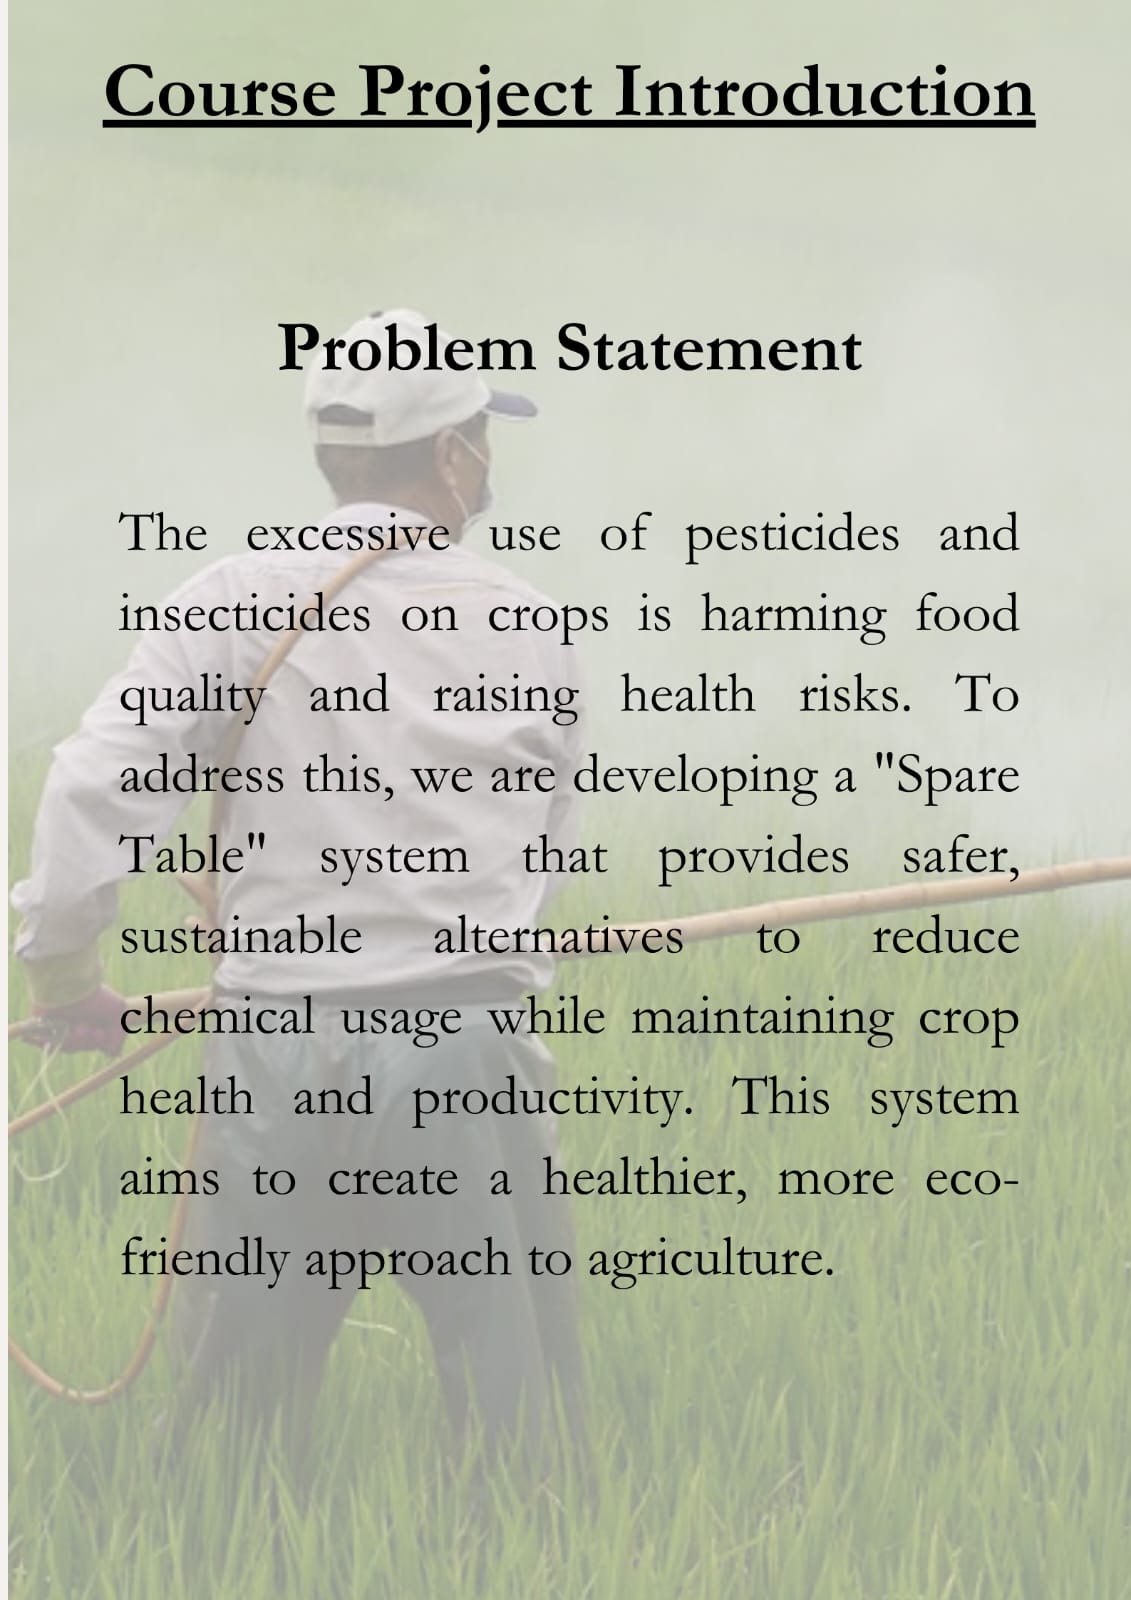 Course Project Introduction
Problem Statement
The excessive use of pesticides and
insecticides on crops is harming food
quality and raising health risks. To
address this, we are developing a "Spare
Table" system that provides safer,
sustainable alternatives to reduce
chemical usage while maintaining crop
health and productivity. This system
aims to create a healthier, more eco-
friendly approach to agriculture.